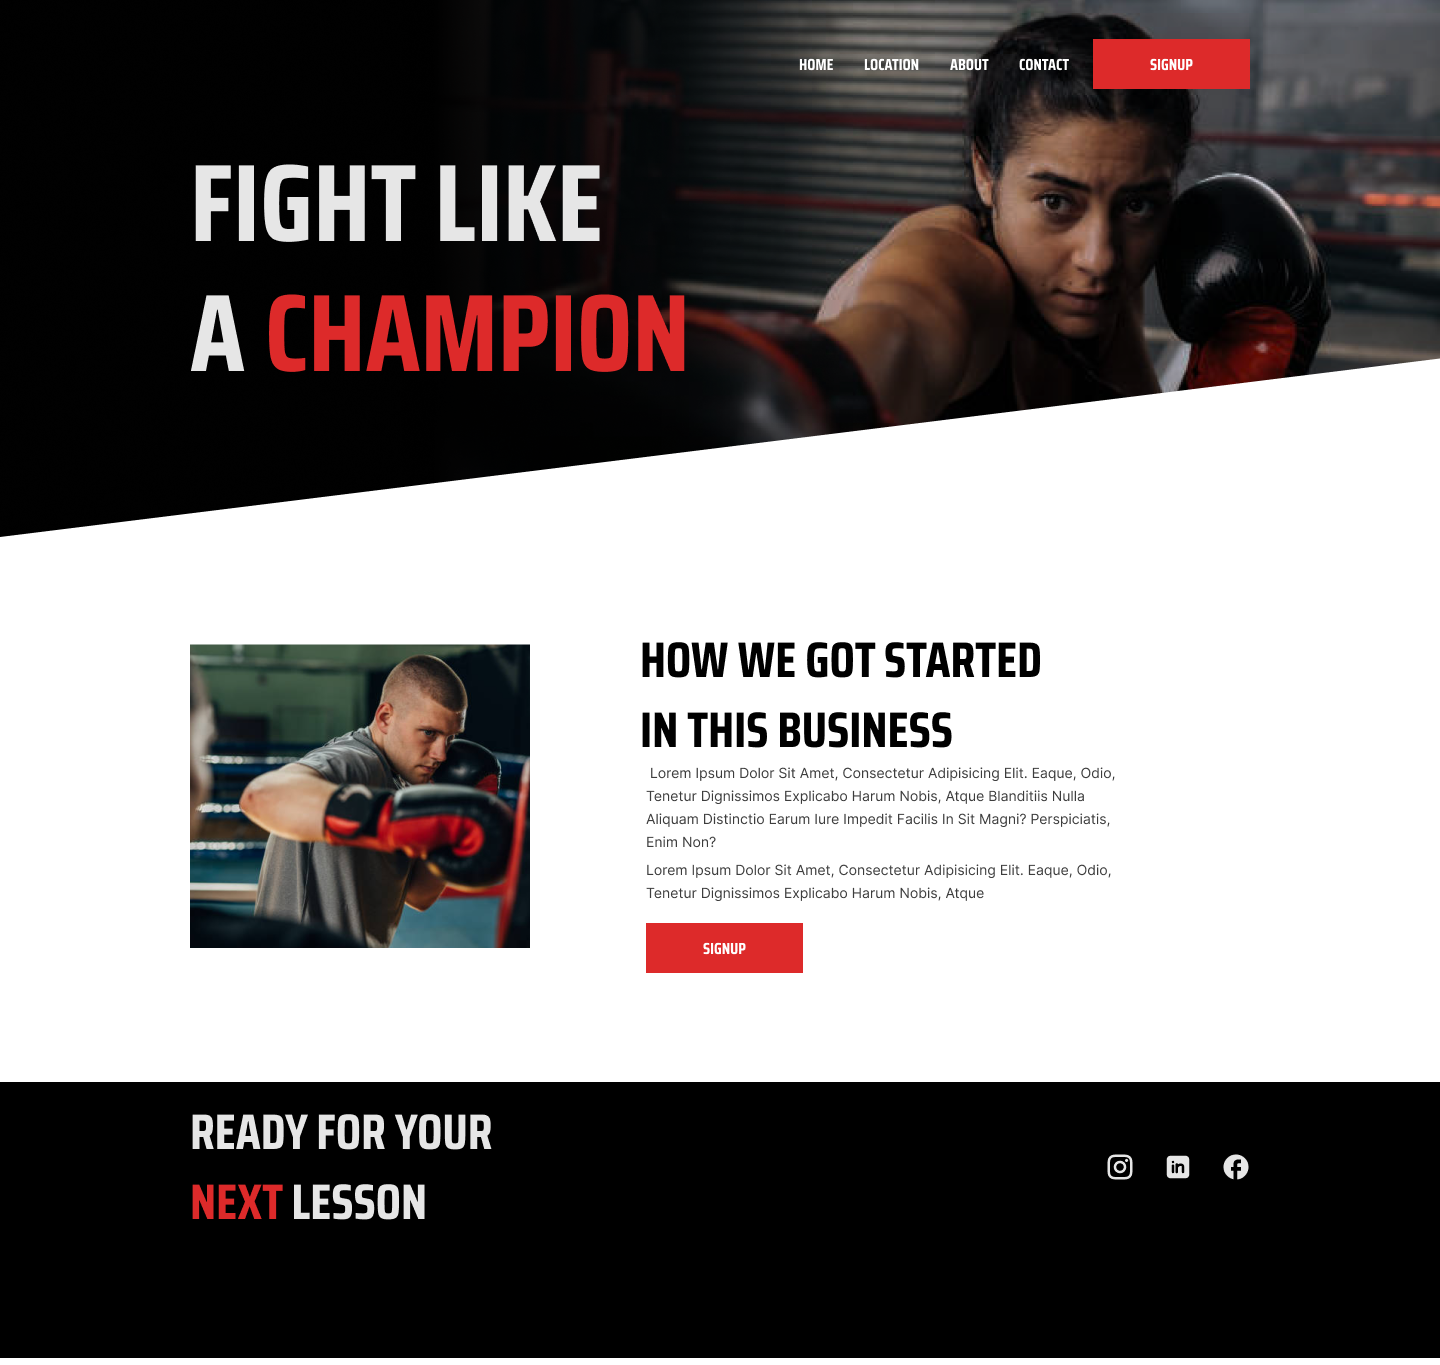 HOME LOCATION ABOUT CONTACT SIGNUP
FIGHT LIKE
A CHAMPION
HOW WE GOT STARTED
IN THIS BUSINESS
Lorem Ipsum Dolor Sit Amet, Consectetur Adipisicing Elit. Eaque, Odio,
Tenetur Dignissimos Explicabo Harum Nobis, Atque Blanditiis Nulla
Aliquam Distinctio Earum Iure Impedit Facilis In Sit Magni? Perspiciatis,
Enim Non?
Lorem Ipsum Dolor Sit Amet, Consectetur Adipisicing Elit. Eaque, Odio,
Tenetur Dignissimos Explicabo Harum Nobis, Atque
SIGNUP
READY FOR YOUR
NEXT LESSON